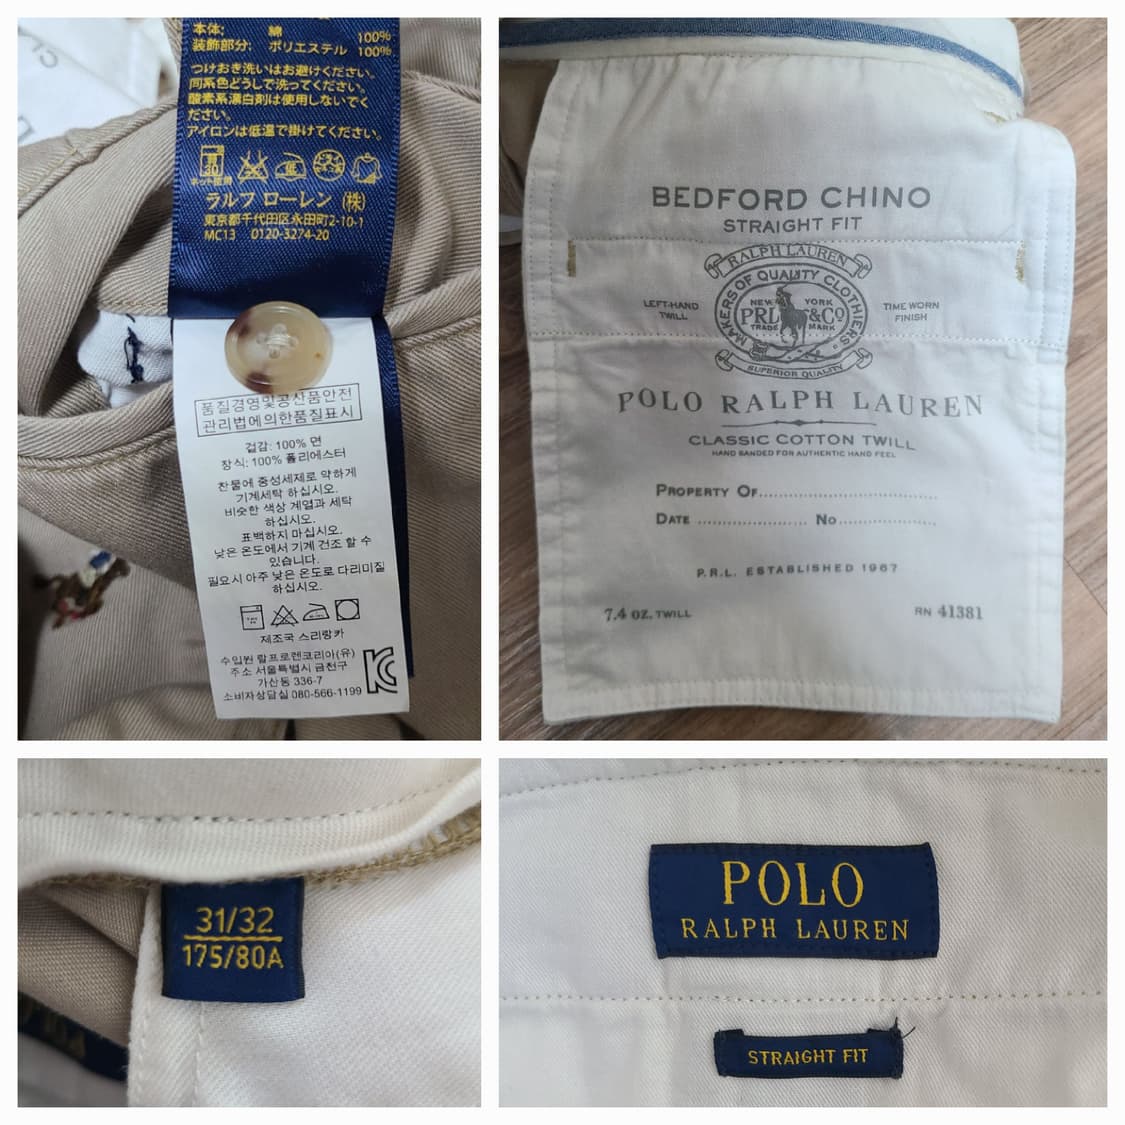 本体: 綿 100%
装飾部分: ポリエステル 100%
つけおき洗いはお避けください。
同系色どうしで洗ってください。
酸素系漂白剤は使用しないでく
ださい。
アイロンは低温で掛けてください。
30
ネット使用
低
ラルフ ローレン (株)
東京都千代田区永田町2-10-1
MC13 0120-3274-20
품질경영및공산품안전
관리법에의한품질표시
겉감: 100% 면
장식: 100% 폴리에스터
찬물에 중성세제로 약하게
기계세탁 하십시오.
비슷한 색상 계열과 세탁
하십시오.
표백하지 마십시오.
낮은 온도에서 기계 건조 할 수
있습니다.
필요시 아주 낮은 온도로 다리미질
하십시오.
제조국 스리랑카
수입원 랄프로렌코리아(유)
주소 서울특별시 금천구
가산동 336-7
소비자상담실 080-566-1199
BEDFORD CHINO
STRAIGHT FIT
RALPH LAUREN
MAKERS OF QUALITY CLOTHIERS
LEFT-HAND
TWILL
NEW YORK
PRL &Co
TRADE MARK
TIME WORN
FINISH
SUPERIOR QUALITY
POLO RALPH LAUREN
CLASSIC COTTON TWILL
HAND SANDED FOR AUTHENTIC HAND FEEL
PROPERTY OF
DATE No
P.R.L. ESTABLISHED 1967
7.4 OZ. TWILL RN 41381
31/32
175/80A
POLO
RALPH LAUREN
STRAIGHT FIT